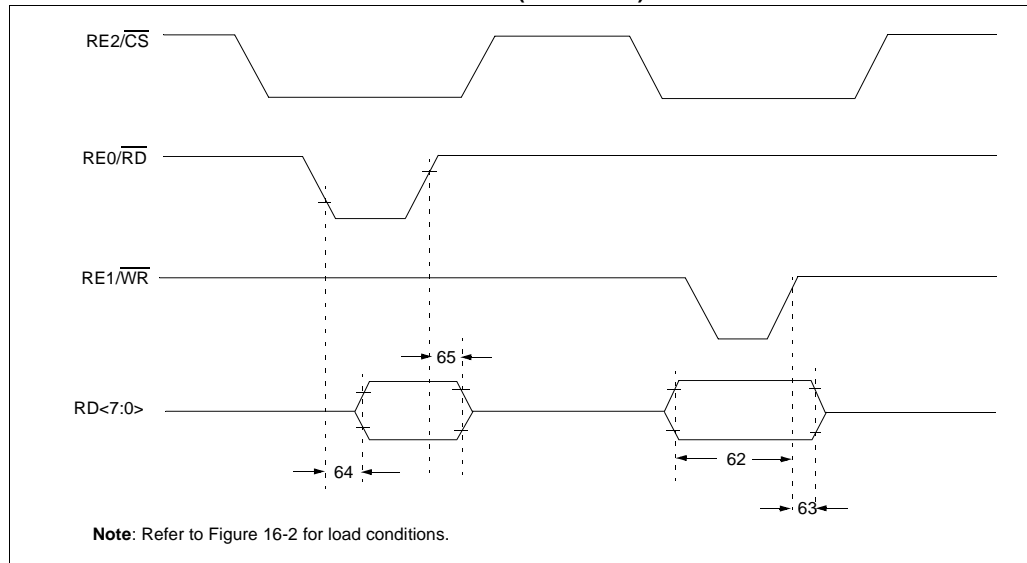 RE2/CS
RE0/RD
RE1/WR
65
RD<7:0>
64
62
63
Note: Refer to Figure 16-2 for load conditions.